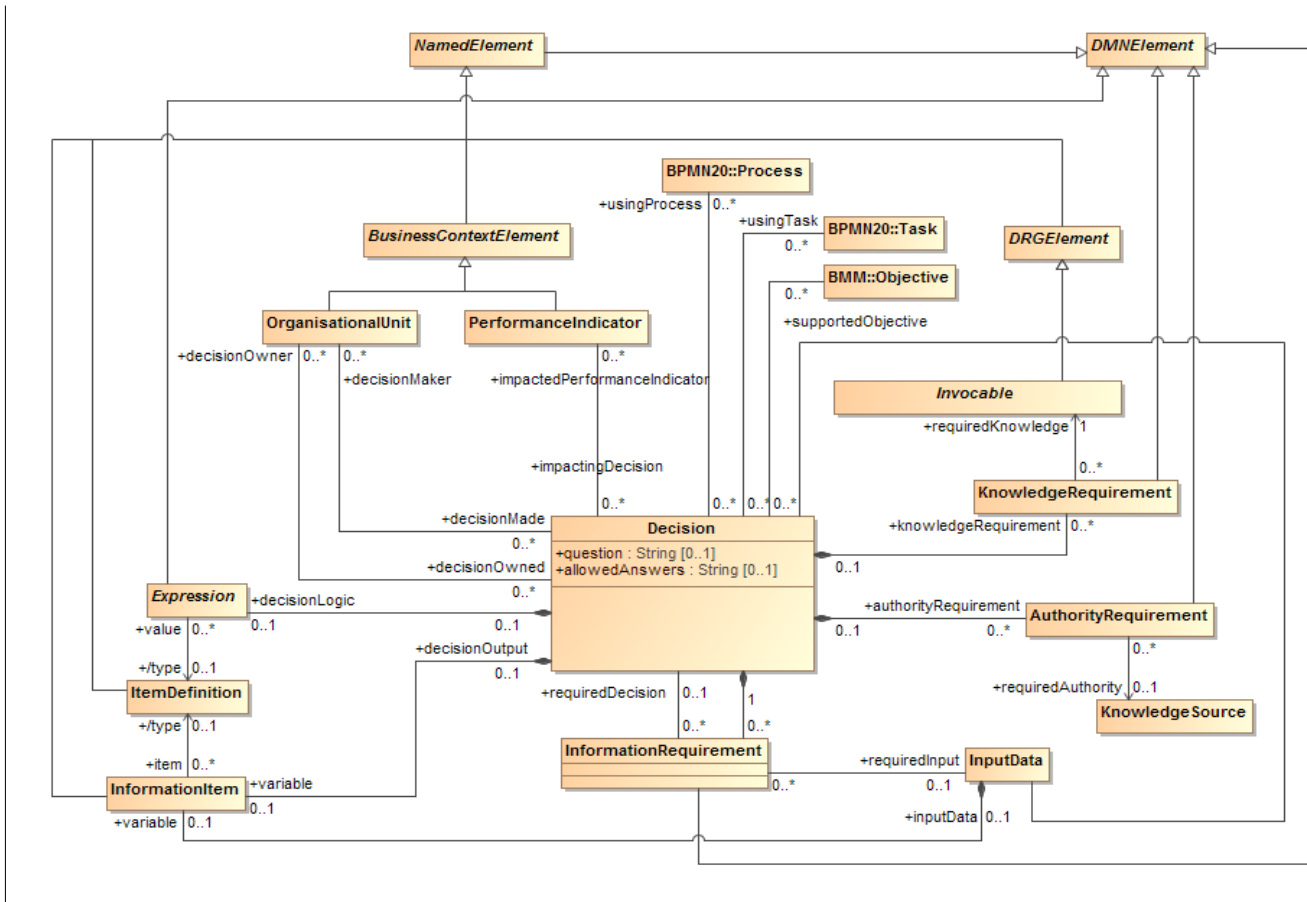 NamedElement
DMNElement
BPMN20::Process
+usingProcess 0..*
+usingTask
BPMN20::Task
0..*
BusinessContextElement
DRGElement
BMM::Objective
0..*
+supportedObjective
OrganisationalUnit
PerformanceIndicator
+decisionOwner 0..* 0..*
0..*
+decisionMaker
+impactedPerformanceIndicator
Invocable
+requiredKnowledge 1
+impactingDecision
0..*
KnowledgeRequirement
0..* 0..* 0..* 0..* 0..*
+decisionMade
0..*
Decision
+knowledgeRequirement 0..*
+question : String [0..1]
+allowedAnswers : String [0..1]
0..1
+decisionOwned
0..*
Expression
+decisionLogic
0..1 0..1
+authorityRequirement
0..1 0..*
AuthorityRequirement
+value 0..*
+decisionOutput
0..1
0..*
+/type 0..1
+requiredDecision 0..1
1
+requiredAuthority 0..1
ItemDefinition
KnowledgeSource
+/type 0..1
0..* 0..*
InformationRequirement
+item 0..*
+requiredInput
0..* 0..1
InputData
InformationItem
+variable
0..1
+variable 0..1
+inputData 0..1